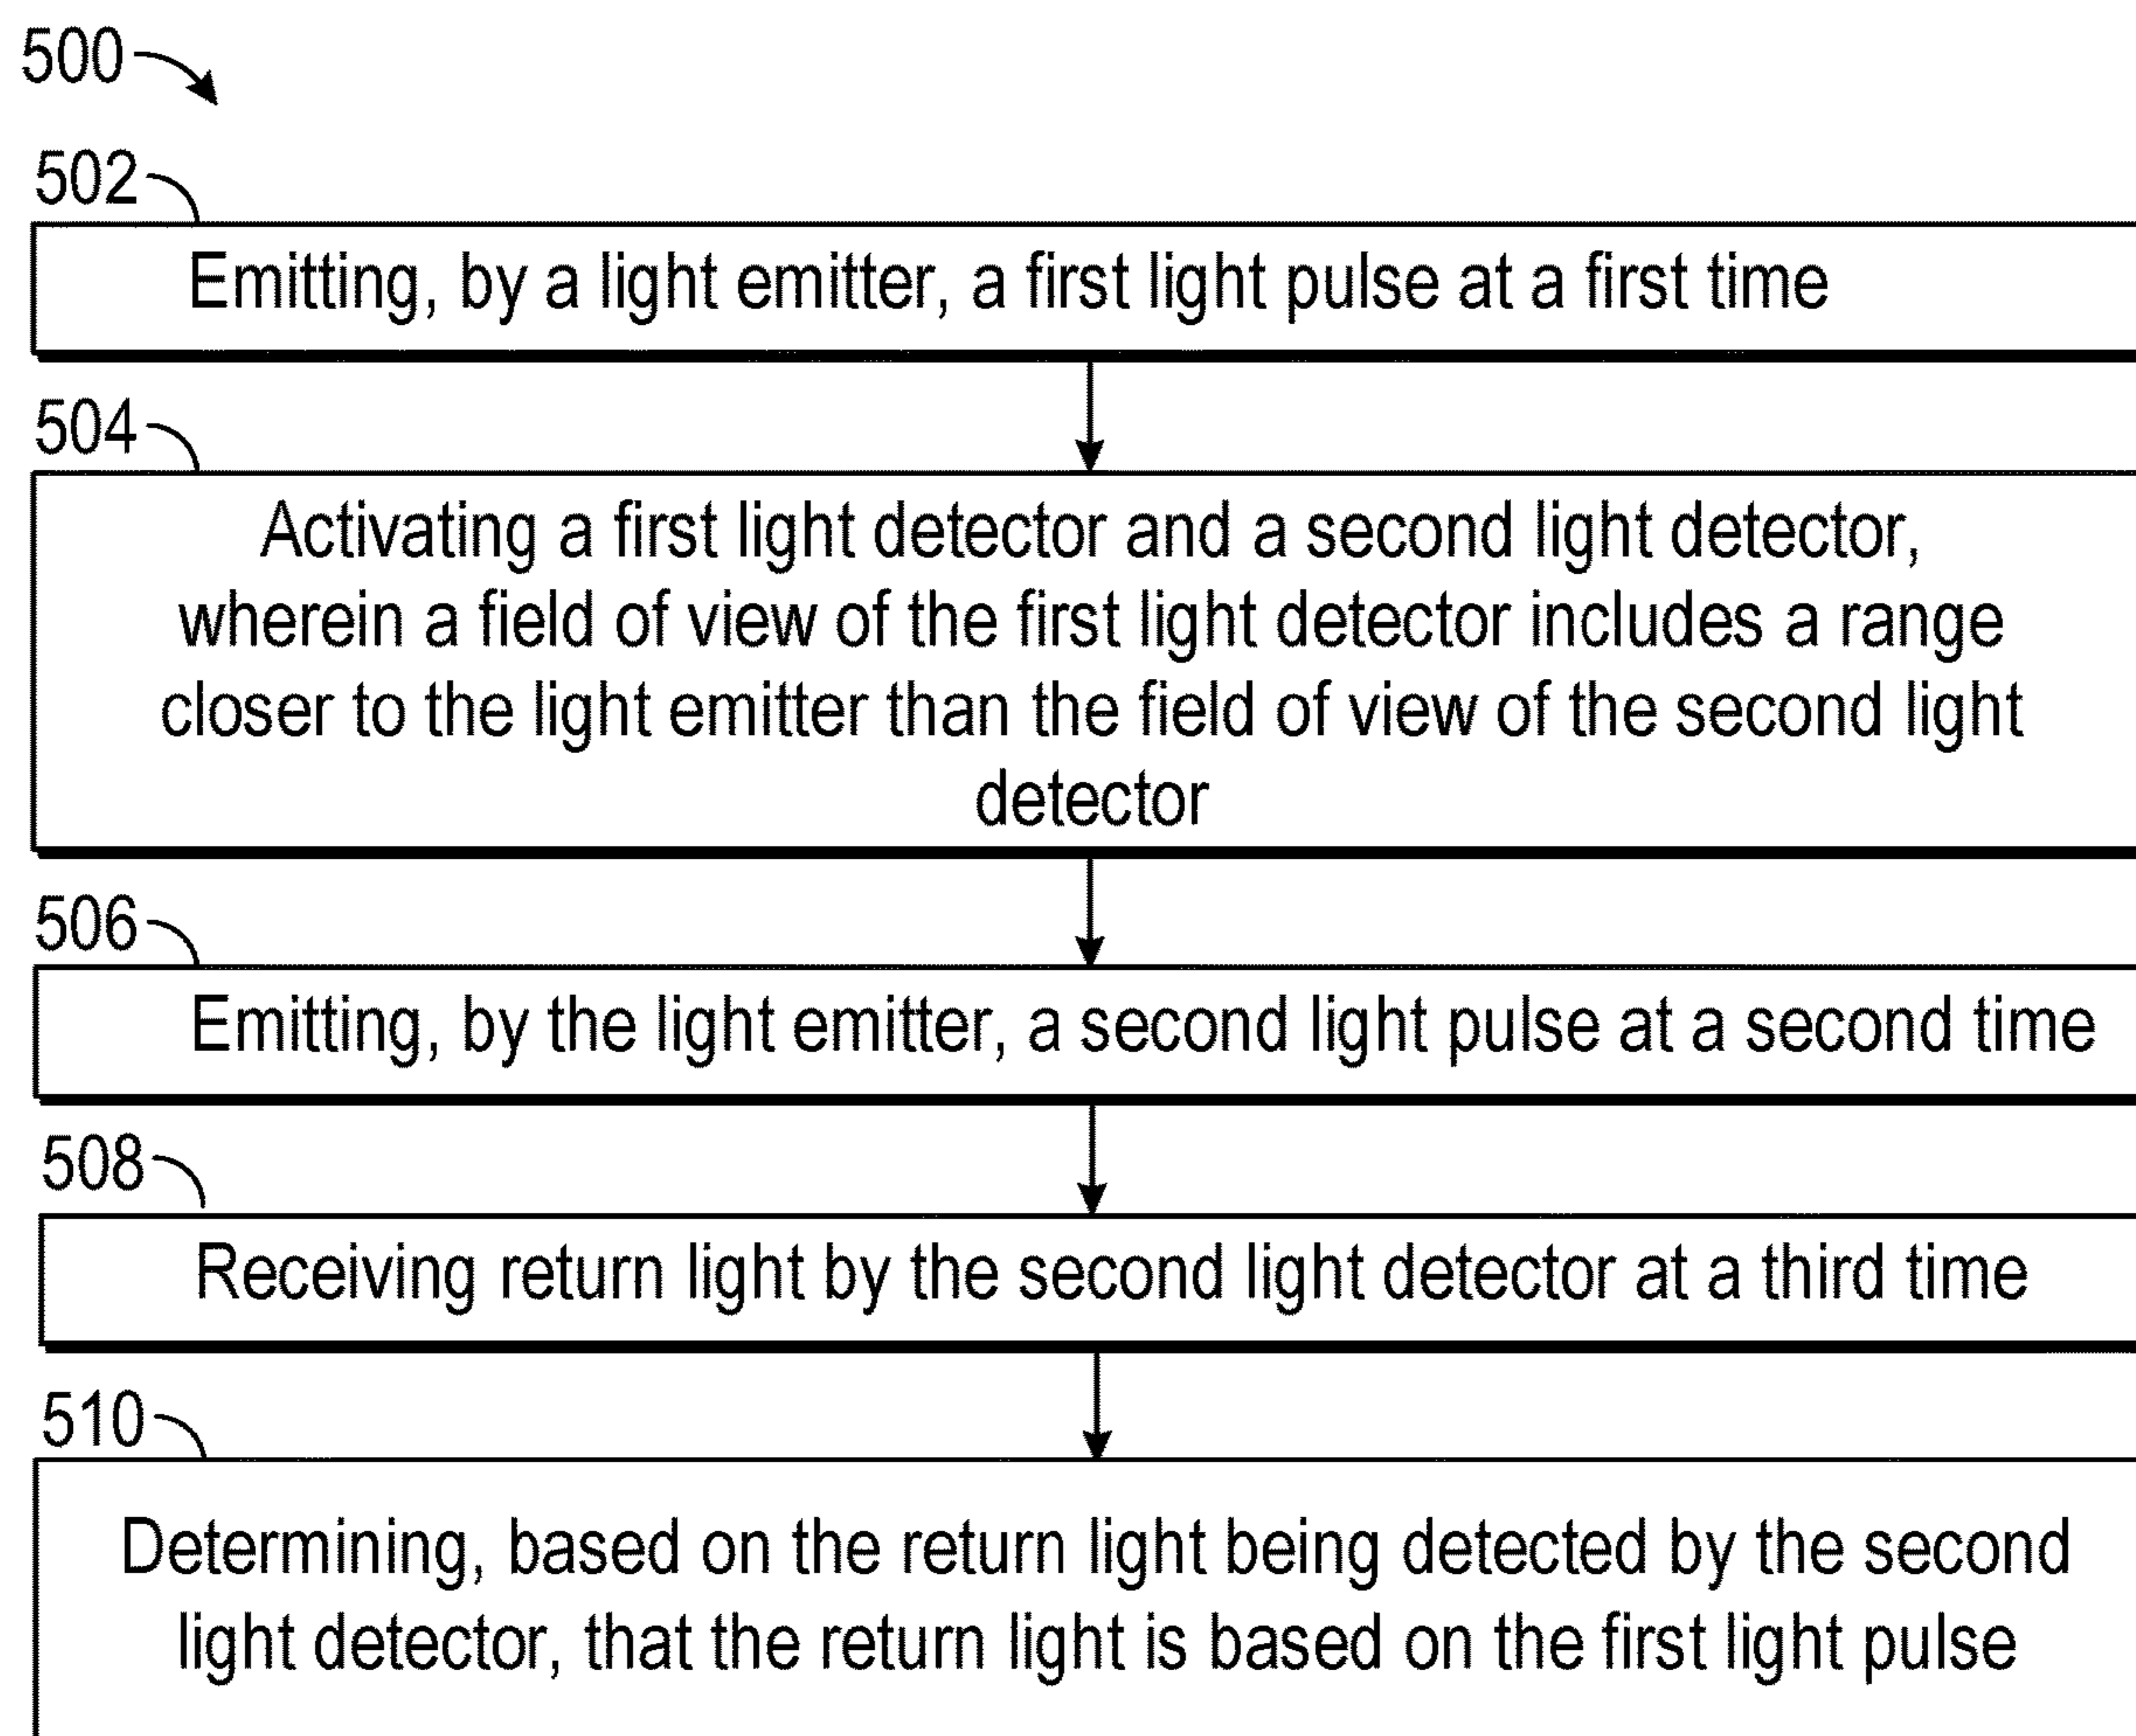 500
502
Emitting, by a light emitter, a first light pulse at a first time
504
Activating a first light detector and a second light detector,
wherein a field of view of the first light detector includes a range
closer to the light emitter than the field of view of the second light
detector
506
Emitting, by the light emitter, a second light pulse at a second time
508
Receiving return light by the second light detector at a third time
510
Determining, based on the return light being detected by the second
light detector, that the return light is based on the first light pulse